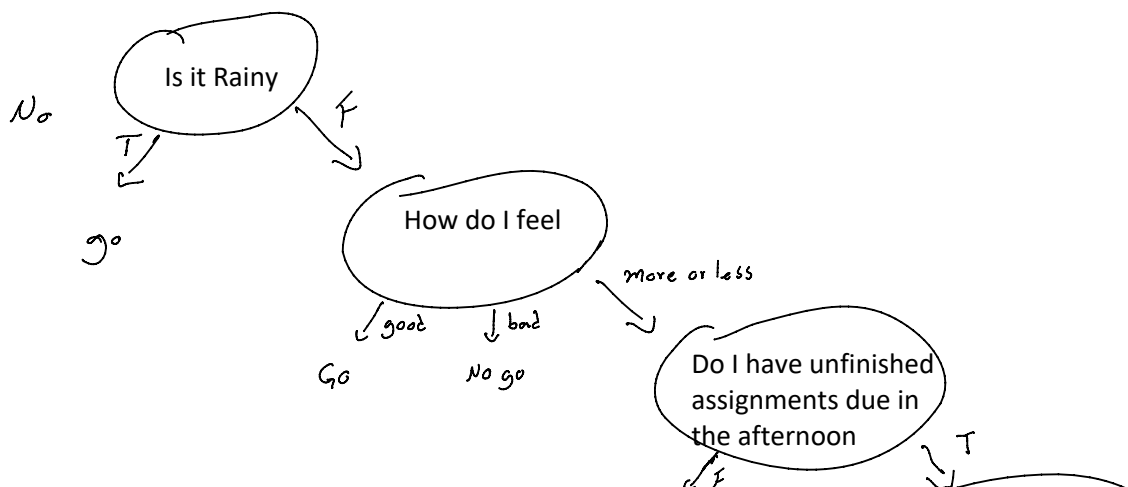 Is it Rainy
No
T
F
go
How do I feel
more or less
good
bad
Go
No go
Do I have unfinished
assignments due in
the afternoon
T
F